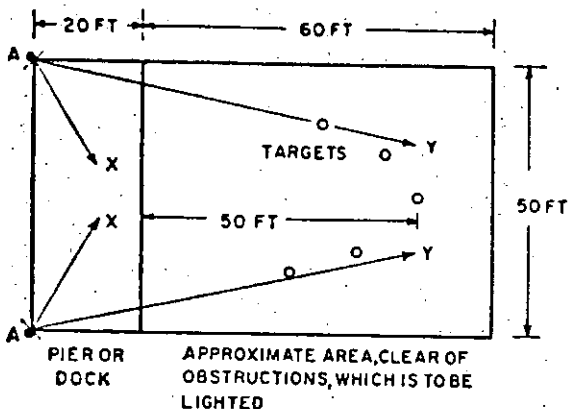 20 FT
60 FT
A
X
TARGETS
Y
X
50 FT
50 FT
Y
A
PIER OR
DOCK
APPROXIMATE AREA, CLEAR OF
OBSTRUCTIONS, WHICH IS TO BE
LIGHTED